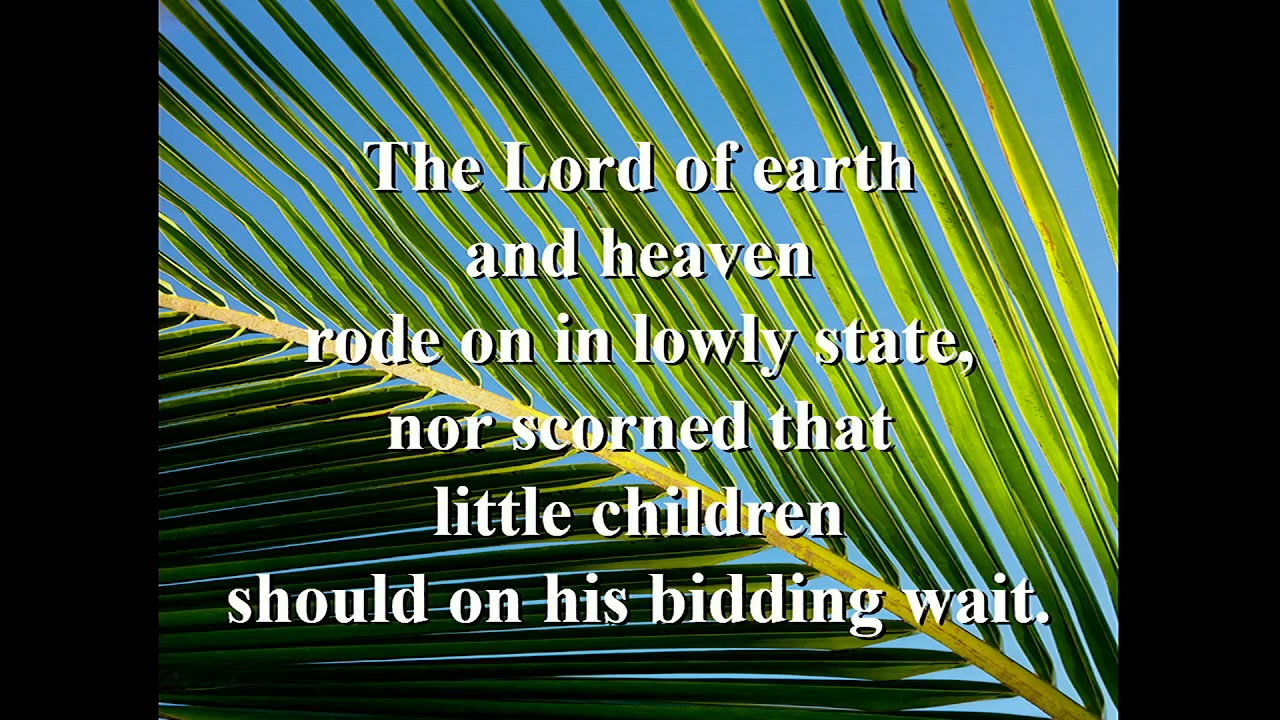 The Lord of earth
and heaven
rode on in lowly state,
nor scorned that
little children
should on his bidding wait.